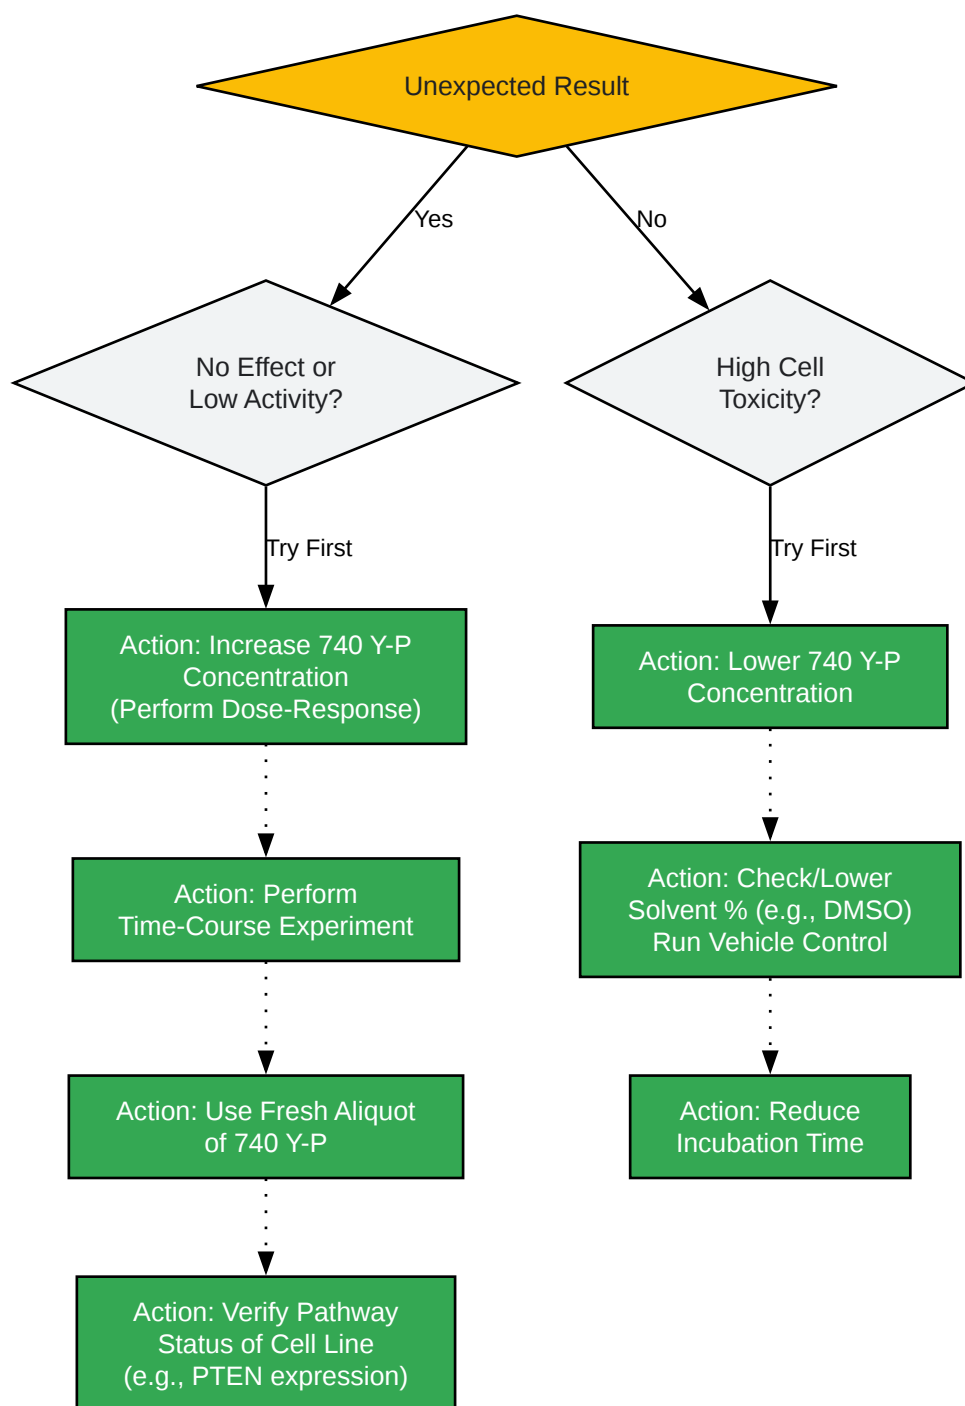 Unexpected Result
Yes
No
No Effect or
Low Activity?
High Cell
Toxicity?
Try First
Try First
Action: Increase 740 Y-P
Concentration
(Perform Dose-Response)
Action: Lower 740 Y-P
Concentration
Action: Perform
Time-Course Experiment
Action: Check/Lower
Solvent % (e.g., DMSO)
Run Vehicle Control
Action: Use Fresh Aliquot
of 740 Y-P
Action: Reduce
Incubation Time
Action: Verify Pathway
Status of Cell Line
(e.g., PTEN expression)